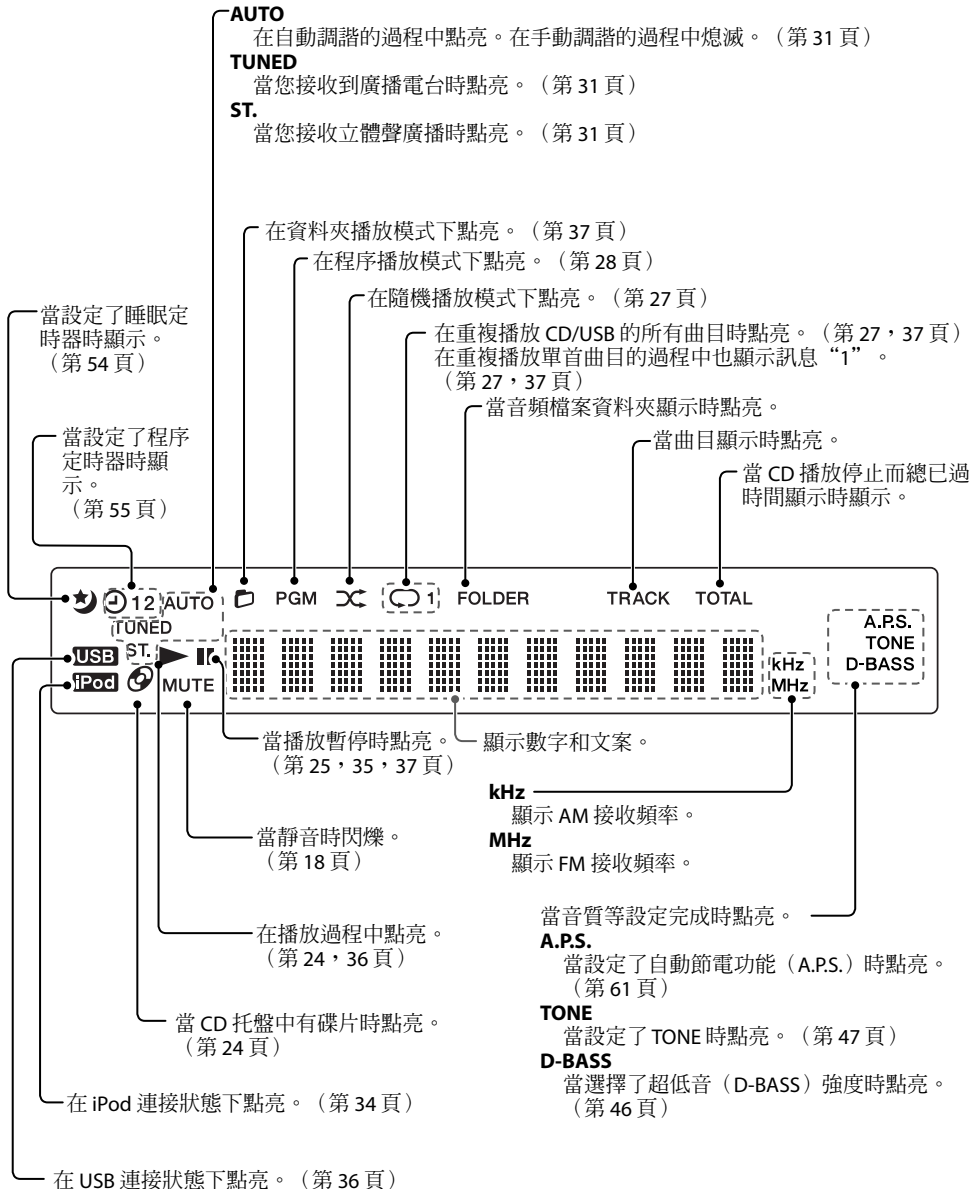 AUTO
在自動調諧的過程中點亮。在手動調諧的過程中熄滅。（第 31 頁）
TUNED
當您接收到廣播電台時點亮。（第 31 頁）
ST.
當您接收立體聲廣播時點亮。（第 31 頁）
在資料夾播放模式下點亮。（第 37 頁）
在程序播放模式下點亮。（第 28 頁）
在隨機播放模式下點亮。（第 27 頁）
在重複播放 CD/USB 的所有曲目時點亮。（第 27，37 頁）
在重複播放單首曲目的過程中也顯示訊息“1”。
（第 27，37 頁）
當音頻檔案資料夾顯示時點亮。
當曲目顯示時點亮。
當 CD 播放停止而總已過
時間顯示時顯示。
當設定了睡眠定
時器時顯示。
（第 54 頁）
當設定了程序
定時器時顯
示。
（第 55 頁）
12 AUTO PGM 1 FOLDER TRACK TOTAL
TUNED
USB ST.
iPod MUTE
kHz
MHz
A.P.S.
TONE
D-BASS
當播放暫停時點亮。
（第 25，35，37 頁）
顯示數字和文案。
當靜音時閃爍。
（第 18 頁）
在播放過程中點亮。
（第 24，36 頁）
當 CD 托盤中有碟片時點亮。
（第 24 頁）
在 iPod 連接狀態下點亮。（第 34 頁）
在 USB 連接狀態下點亮。（第 36 頁）
kHz
顯示 AM 接收頻率。
MHz
顯示 FM 接收頻率。
當音質等設定完成時點亮。
A.P.S.
當設定了自動節電功能（A.P.S.）時點亮。
（第 61 頁）
TONE
當設定了 TONE 時點亮。（第 47 頁）
D-BASS
當選擇了超低音（D-BASS）強度時點亮。
（第 46 頁）